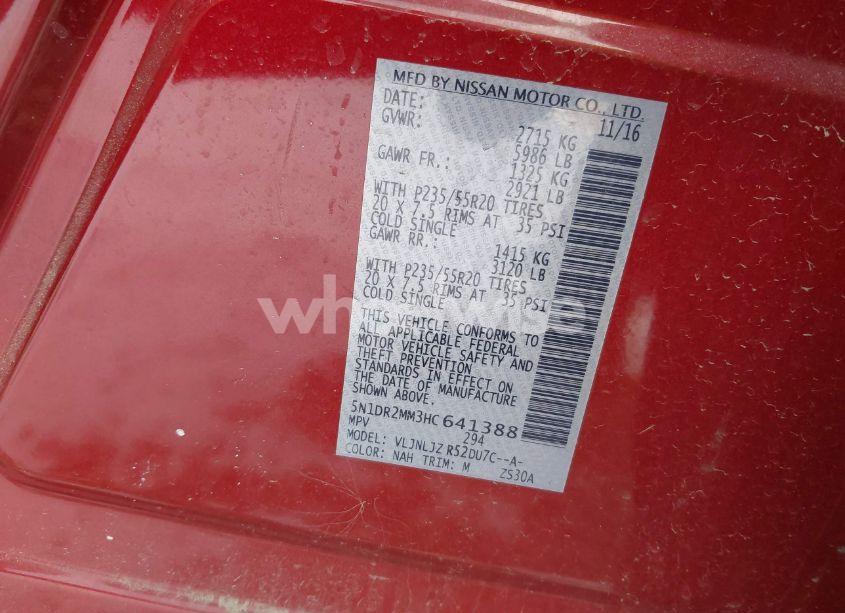 MFD BY NISSAN MOTOR CO., LTD.
DATE: 11/16
GVWR: 2715 KG
5986 LB
GAWR FR.: 1325 KG
2921 LB
WITH P235/55R20 TIRES
20 X 7.5 RIMS AT 35 PSI
COLD SINGLE
GAWR RR.: 1415 KG
3120 LB
WITH P235/55R20 TIRES
20 X 7.5 RIMS AT 35 PSI
COLD SINGLE
THIS VEHICLE CONFORMS TO
ALL APPLICABLE FEDERAL
MOTOR VEHICLE SAFETY AND
THEFT PREVENTION
STANDARDS IN EFFECT ON
THE DATE OF MANUFACTURE
SHOWN ABOVE.
5N1DR2MM3HC641388
MPV 294
MODEL: VLJNLJZ R52DU7C--A-
COLOR: NAH TRIM: M ZS30A